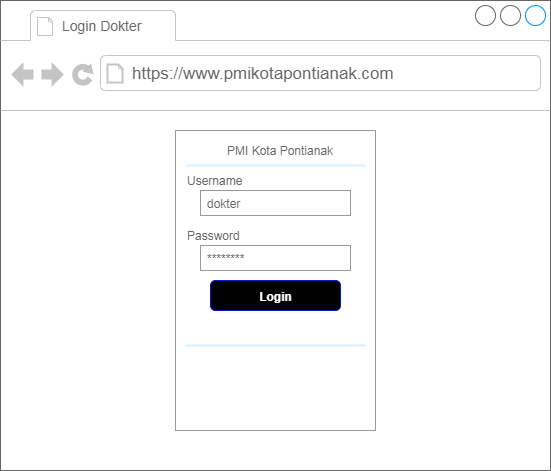 Login Dokter
https://www.pmikotapontianak.com
PMI Kota Pontianak
Username
dokter
Password
********
Login